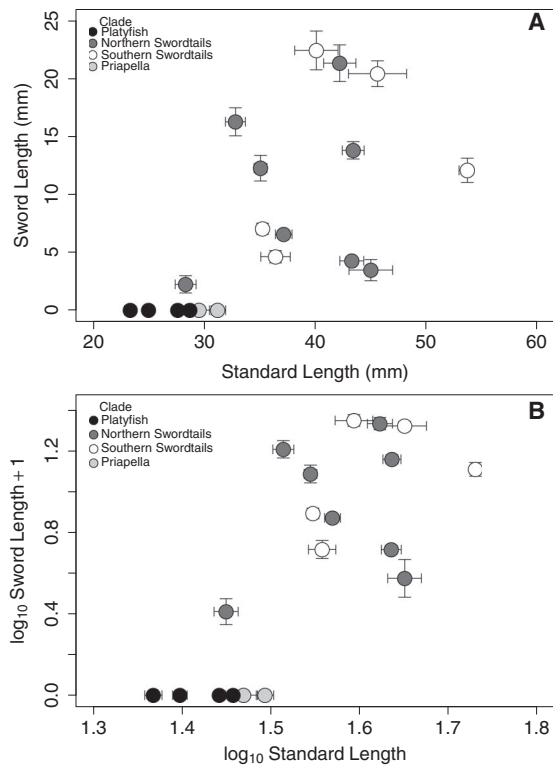 A
Clade
Platyfish
Northern Swordtails
Southern Swordtails
Priapella
Sword Length (mm)
25
20
15
10
5
0
20 30 40 50 60
Standard Length (mm)
B
Clade
Platyfish
Northern Swordtails
Southern Swordtails
Priapella
log10 Sword Length + 1
1.2
0.8
0.4
0.0
1.3 1.4 1.5 1.6 1.7 1.8
log10 Standard Length